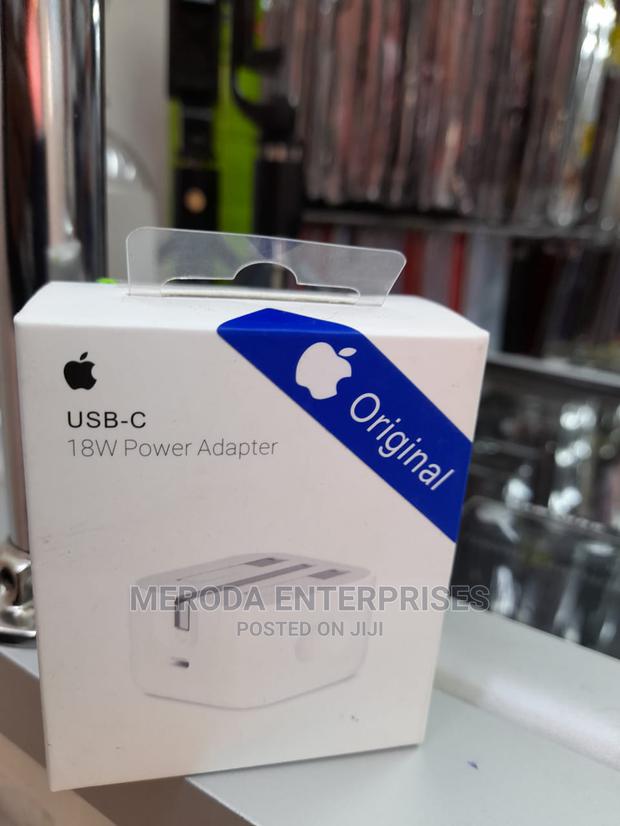 USB-C
18W Power Adapter
Original
MERODA ENTERPRISES
POSTED ON JIJI